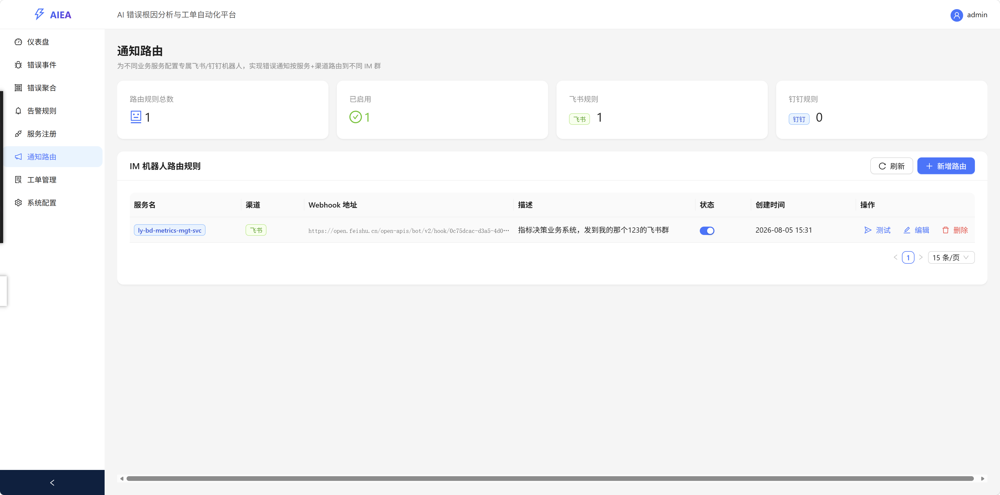 AIEA
AI 错误根因分析与工单自动化平台
admin
仪表盘
错误事件
错误聚合
告警规则
服务注册
通知路由
工单管理
系统配置
通知路由
为不同业务服务配置专属飞书/钉钉机器人，实现错误通知按服务+渠道路由到不同 IM 群
路由规则总数
1
已启用
1
飞书规则
飞书 1
钉钉规则
钉钉 0
IM 机器人路由规则
刷新
新增路由
服务名 渠道 Webhook 地址 描述 状态 创建时间 操作
ly-bd-metrics-mgt-svc 飞书 https://open.feishu.cn/open-apis/bot/v2/hook/0c75dcac-d3a5-4d0… 指标决策业务系统，发到我的那个123的飞书群 2026-08-05 15:31 测试 编辑 删除
1 15 条/页